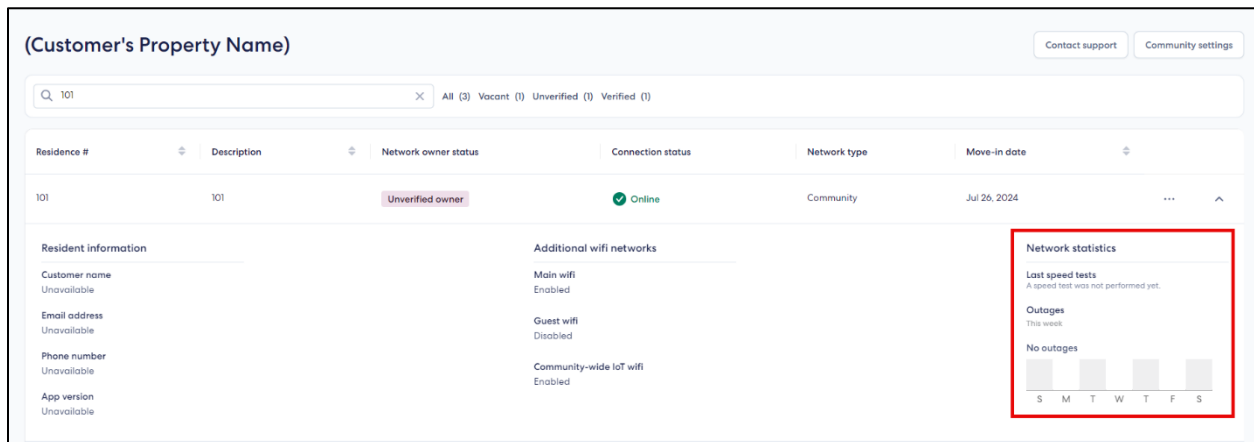 (Customer's Property Name)
Contact support
Community settings
101
All (3) Vacant (1) Unverified (1) Verified (1)
Residence # Description Network owner status Connection status Network type Move-in date
101 101 Unverified owner Online Community Jul 26, 2024 ...
Resident information
Customer name
Unavailable
Email address
Unavailable
Phone number
Unavailable
App version
Unavailable
Additional wifi networks
Main wifi
Enabled
Guest wifi
Disabled
Community-wide IoT wifi
Enabled
Network statistics
Last speed tests
A speed test was not performed yet.
Outages
This week
No outages
S M T W T F S